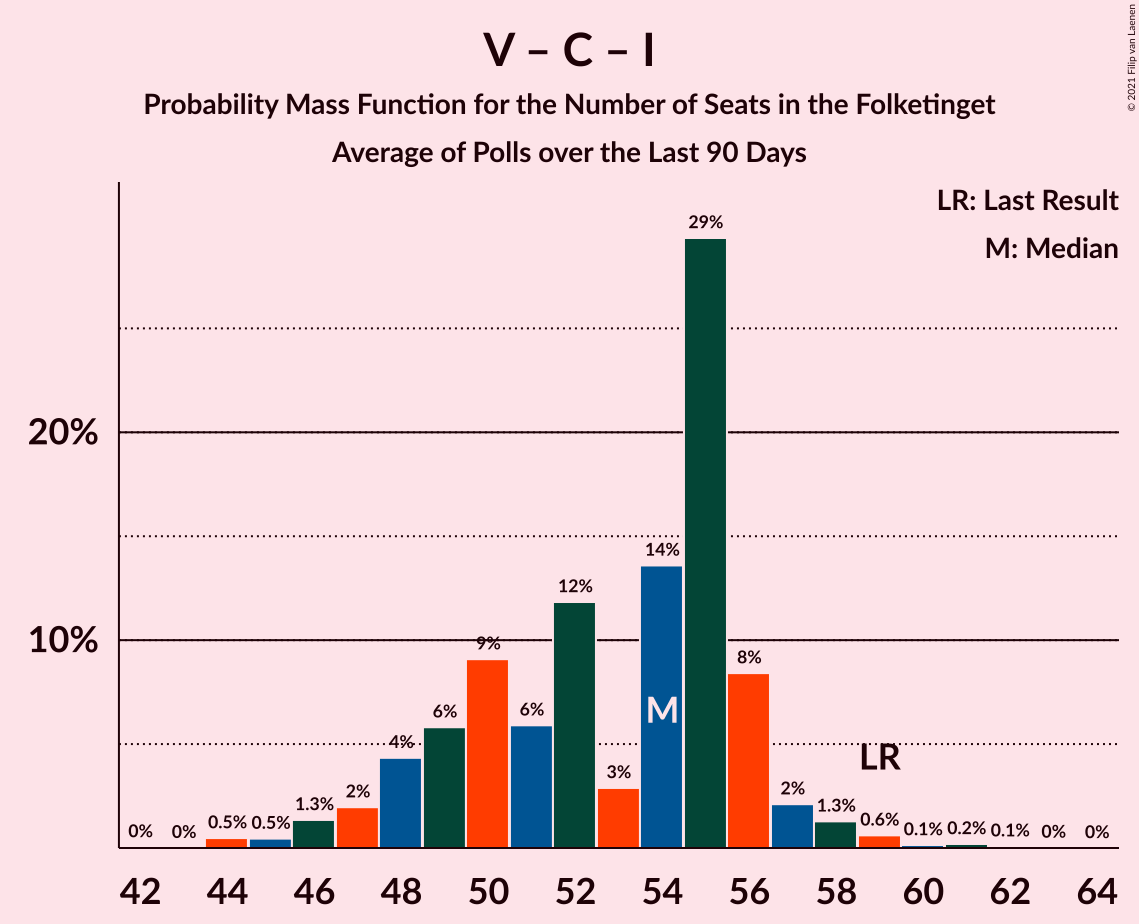 V – C – I
Probability Mass Function for the Number of Seats in the Folketinget
Average of Polls over the Last 90 Days
© 2021 Filip van Laenen
LR: Last Result
M: Median
20%
10%
0%
0%
0.5%
0.5%
1.3%
2%
4%
6%
9%
6%
12%
3%
14%
29%
8%
2%
1.3%
0.6%
0.1%
0.2%
0.1%
0%
0%
M
LR
42 44 46 48 50 52 54 56 58 60 62 64